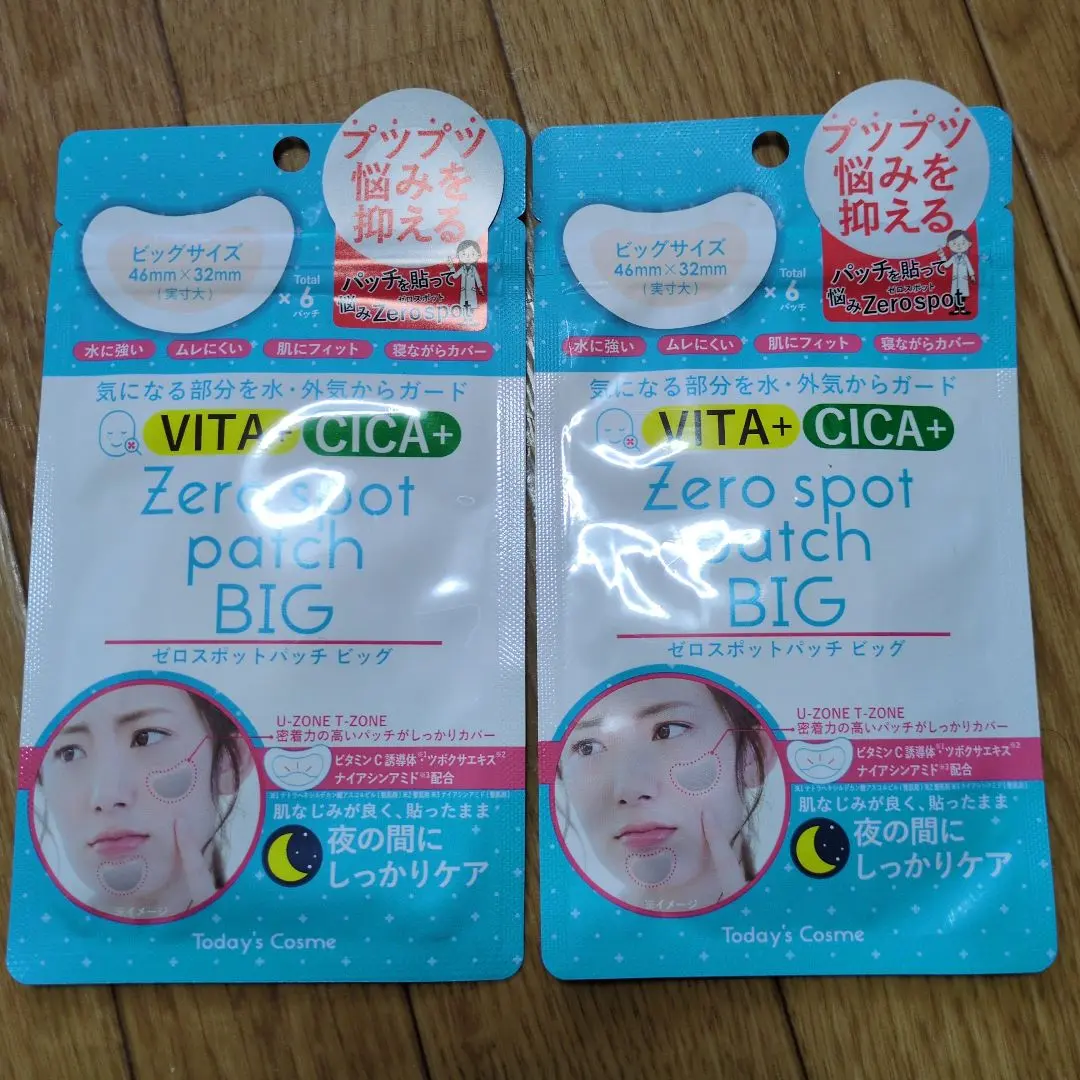 プツプツ
悩みを
抑える
パッチを貼って
ゼロスポット
悩みZerospot
ビッグサイズ
46mm×32mm
(実寸大)
Total
×6
パッチ
水に強い
ムレにくい
肌にフィット
寝ながらカバー
気になる部分を水・外気からガード
VITA+ CICA+
Zero spot
patch
BIG
ゼロスポットパッチ ビッグ
U-ZONE T-ZONE
密着力の高いパッチがしっかりカバー
ビタミンC誘導体※1ツボクサエキス※2
ナイアシンアミド※3配合
肌なじみが良く、貼ったまま
夜の間に
しっかりケア
※イメージ
Today's Cosme
プツプツ
悩みを
抑える
パッチを貼って
ゼロスポット
悩みZerospot
ビッグサイズ
46mm×32mm
(実寸大)
Total
×6
パッチ
水に強い
ムレにくい
肌にフィット
寝ながらカバー
気になる部分を水・外気からガード
VITA+ CICA+
Zero spot
patch
BIG
ゼロスポットパッチ ビッグ
U-ZONE T-ZONE
密着力の高いパッチがしっかりカバー
ビタミンC誘導体※1ツボクサエキス※2
ナイアシンアミド※3配合
肌なじみが良く、貼ったまま
夜の間に
しっかりケア
※イメージ
Today's Cosme